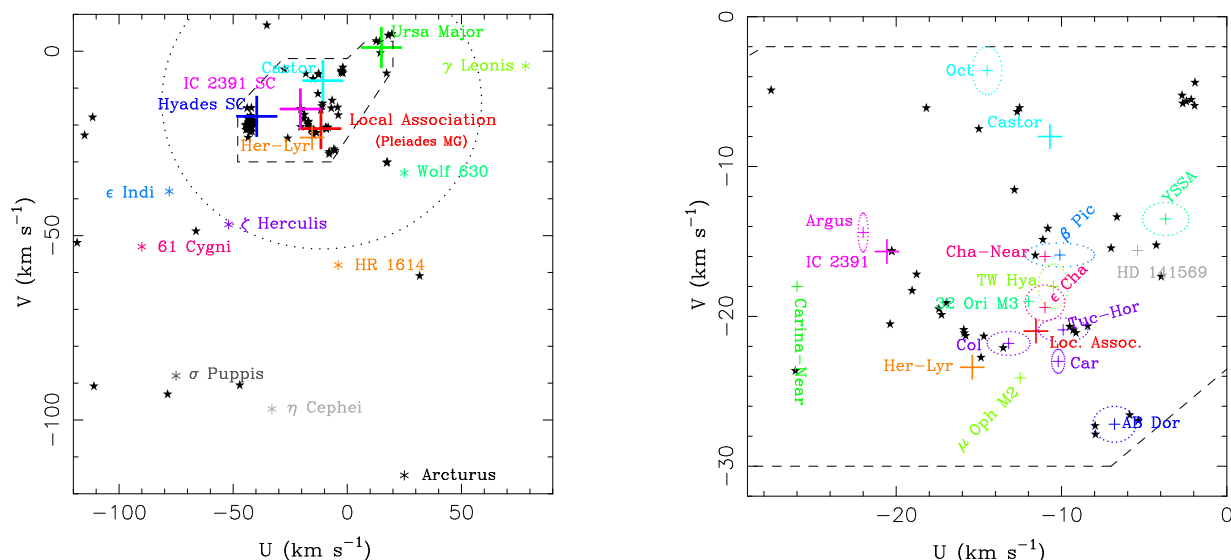 Ursa Major
γ Leonis
Castor
IC 2391 SC
Hyades SC
Local Association
(Pleiades MG)
Her-Lyr
Wolf 630
ε Indi
ζ Herculis
61 Cygni
HR 1614
σ Puppis
η Cephei
Arcturus
0
−50
−100
V (km s⁻¹)
−100
−50
0
50
U (km s⁻¹)
Oct
Castor
YSSA
β Pic
Argus
IC 2391
Cha-Near
HD 141569
TW Hya
ε Cha
32 Ori M3
Carina-Near
Tuc-Hor
Col
Loc. Assoc.
Her-Lyr
Car
μ Oph M2
AB Dor
0
−10
−20
−30
V (km s⁻¹)
−20
−10
0
U (km s⁻¹)